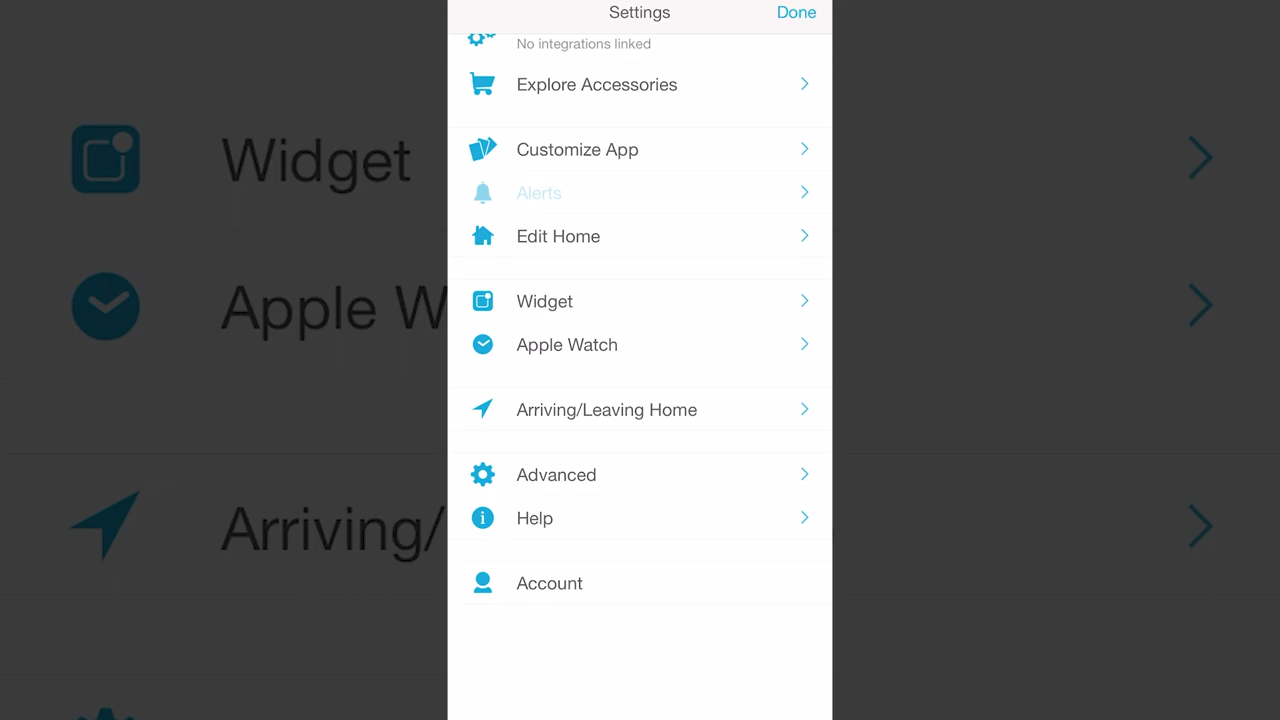 Settings
Done
No integrations linked
Explore Accessories
Customize App
Alerts
Edit Home
Widget
Apple Watch
Arriving/Leaving Home
Advanced
Help
Account
Widget
Apple W
Arriving/